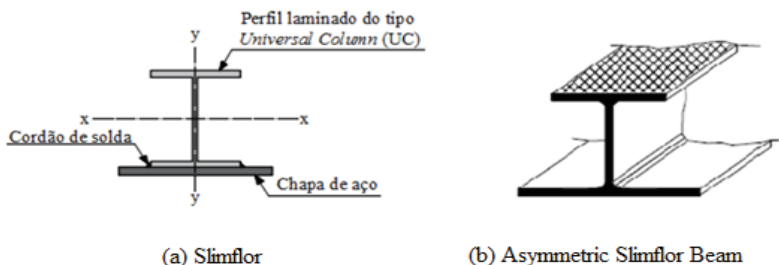 Perfil laminado do tipo
Universal Column (UC)
y
x
x
Cordão de solda
Chapa de aço
y
(a) Slimflor
(b) Asymmetric Slimflor Beam